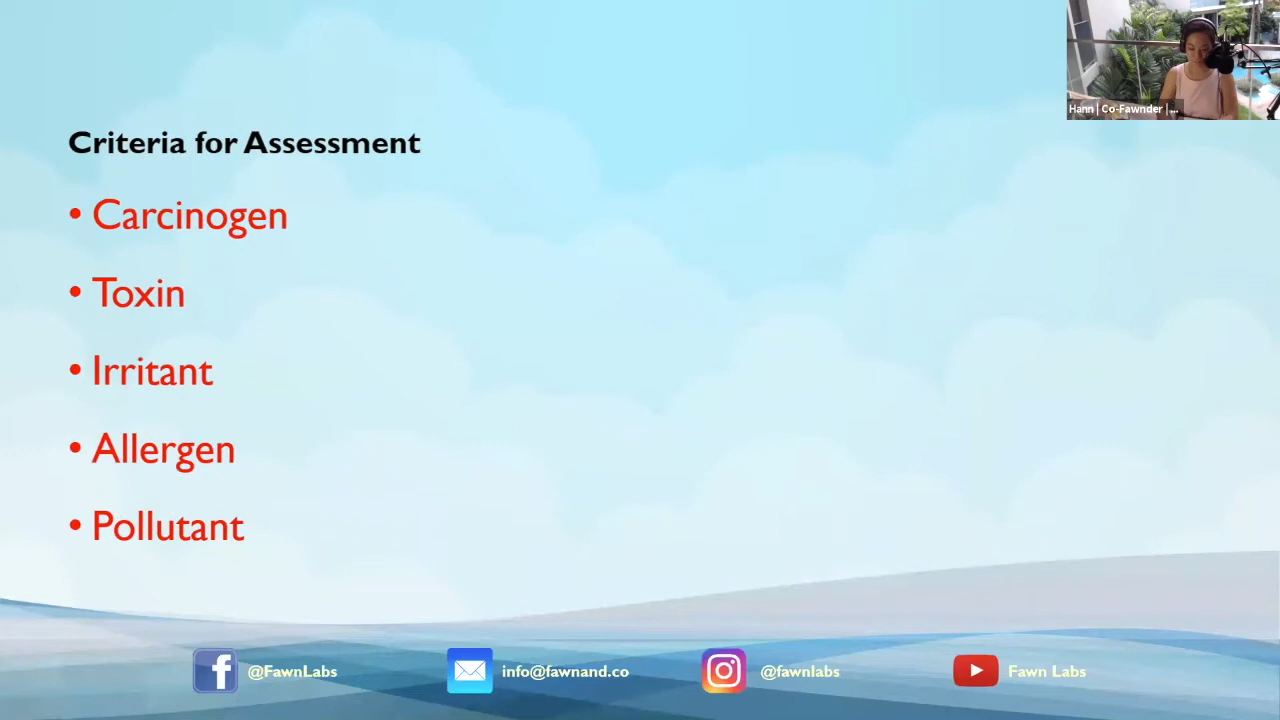 Hann | Co-Fawnder | ...
Criteria for Assessment
• Carcinogen
• Toxin
• Irritant
• Allergen
• Pollutant
@FawnLabs
info@fawnand.co
@fawnlabs
Fawn Labs